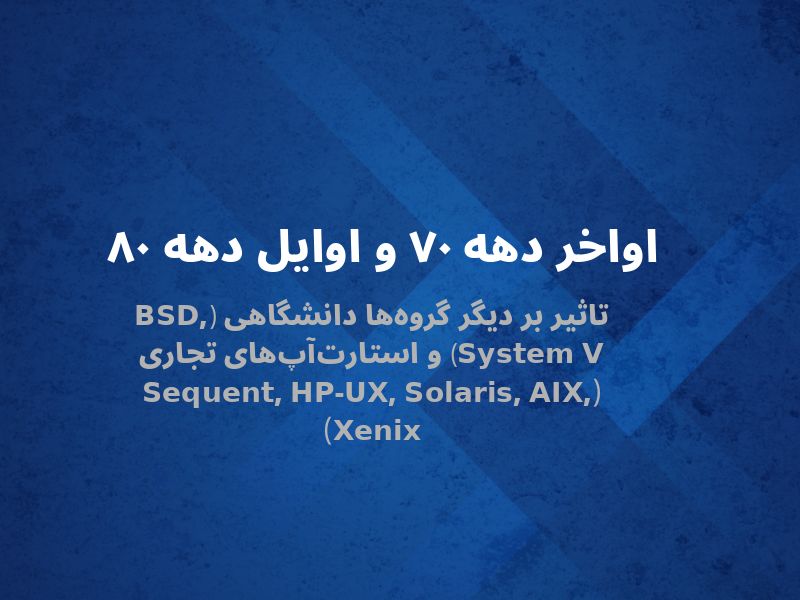 اواخر دهه ۷۰ و اوایل دهه ۸۰
تاثیر بر دیگر گروه‌ها دانشگاهی (BSD,
System V) و استارت‌آپ‌های تجاری
(Sequent, HP-UX, Solaris, AIX,
Xenix)